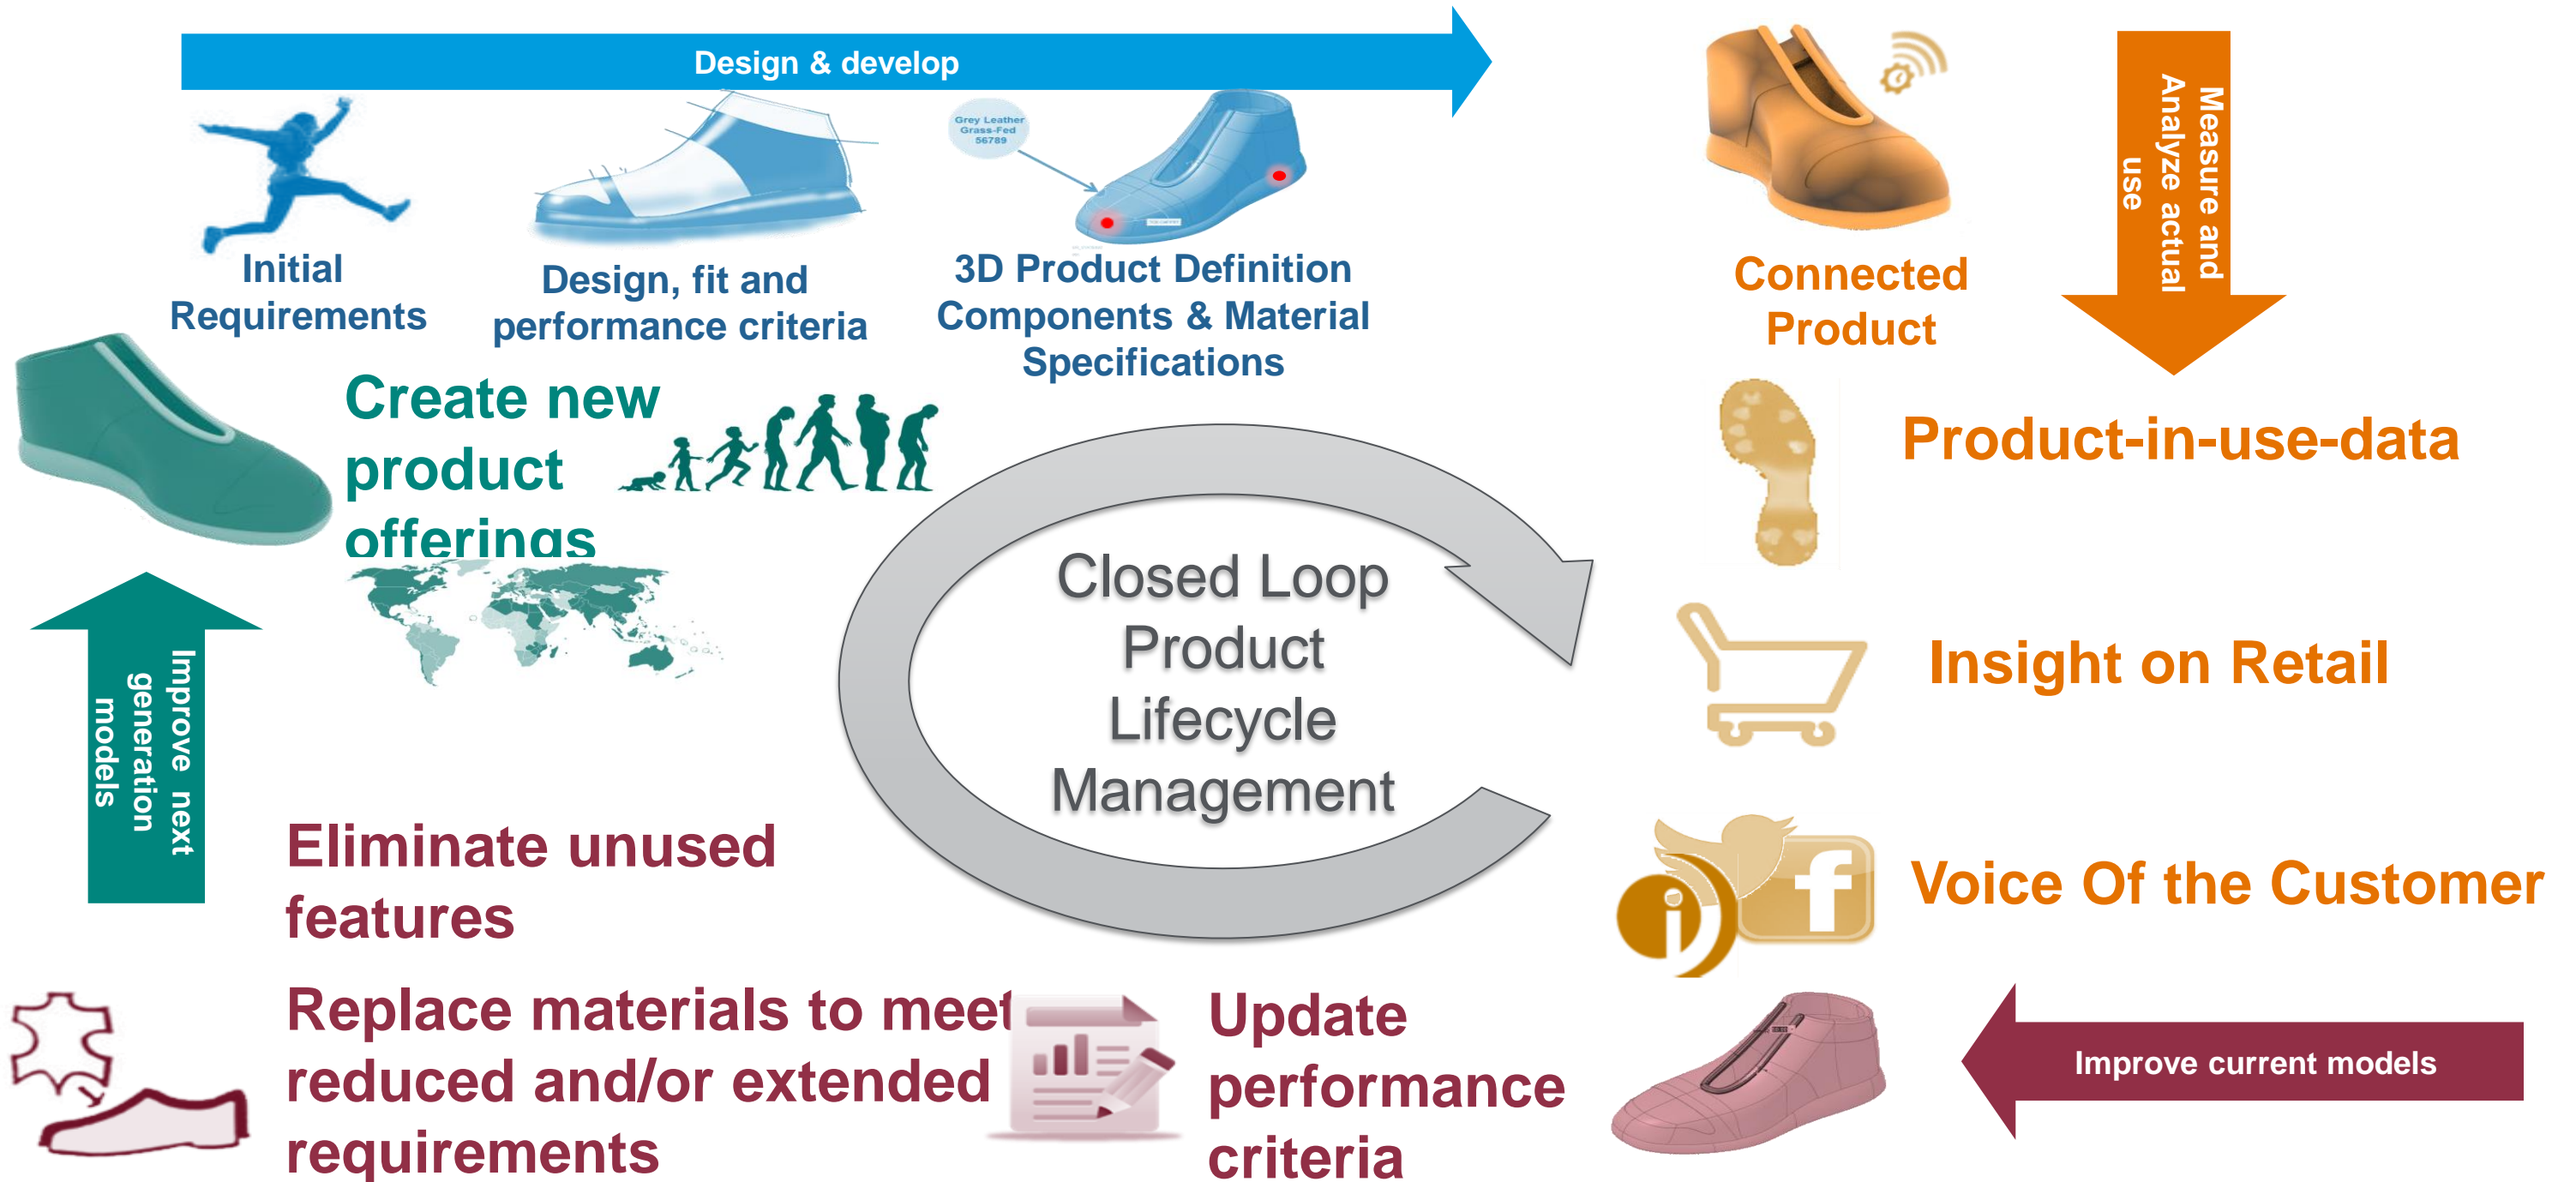 Design & develop
Grey Leather
Grass-Fed
56789
Initial
Requirements
Design, fit and
performance criteria
3D Product Definition
Components & Material
Specifications
Connected
Product
Measure and
Analyze actual
use
Create new
product
offerings
Product-in-use-data
Closed Loop
Product
Lifecycle
Management
Insight on Retail
Improve next
generation
models
Voice Of the Customer
Eliminate unused
features
Replace materials to meet
reduced and/or extended
requirements
Update
performance
criteria
Improve current models